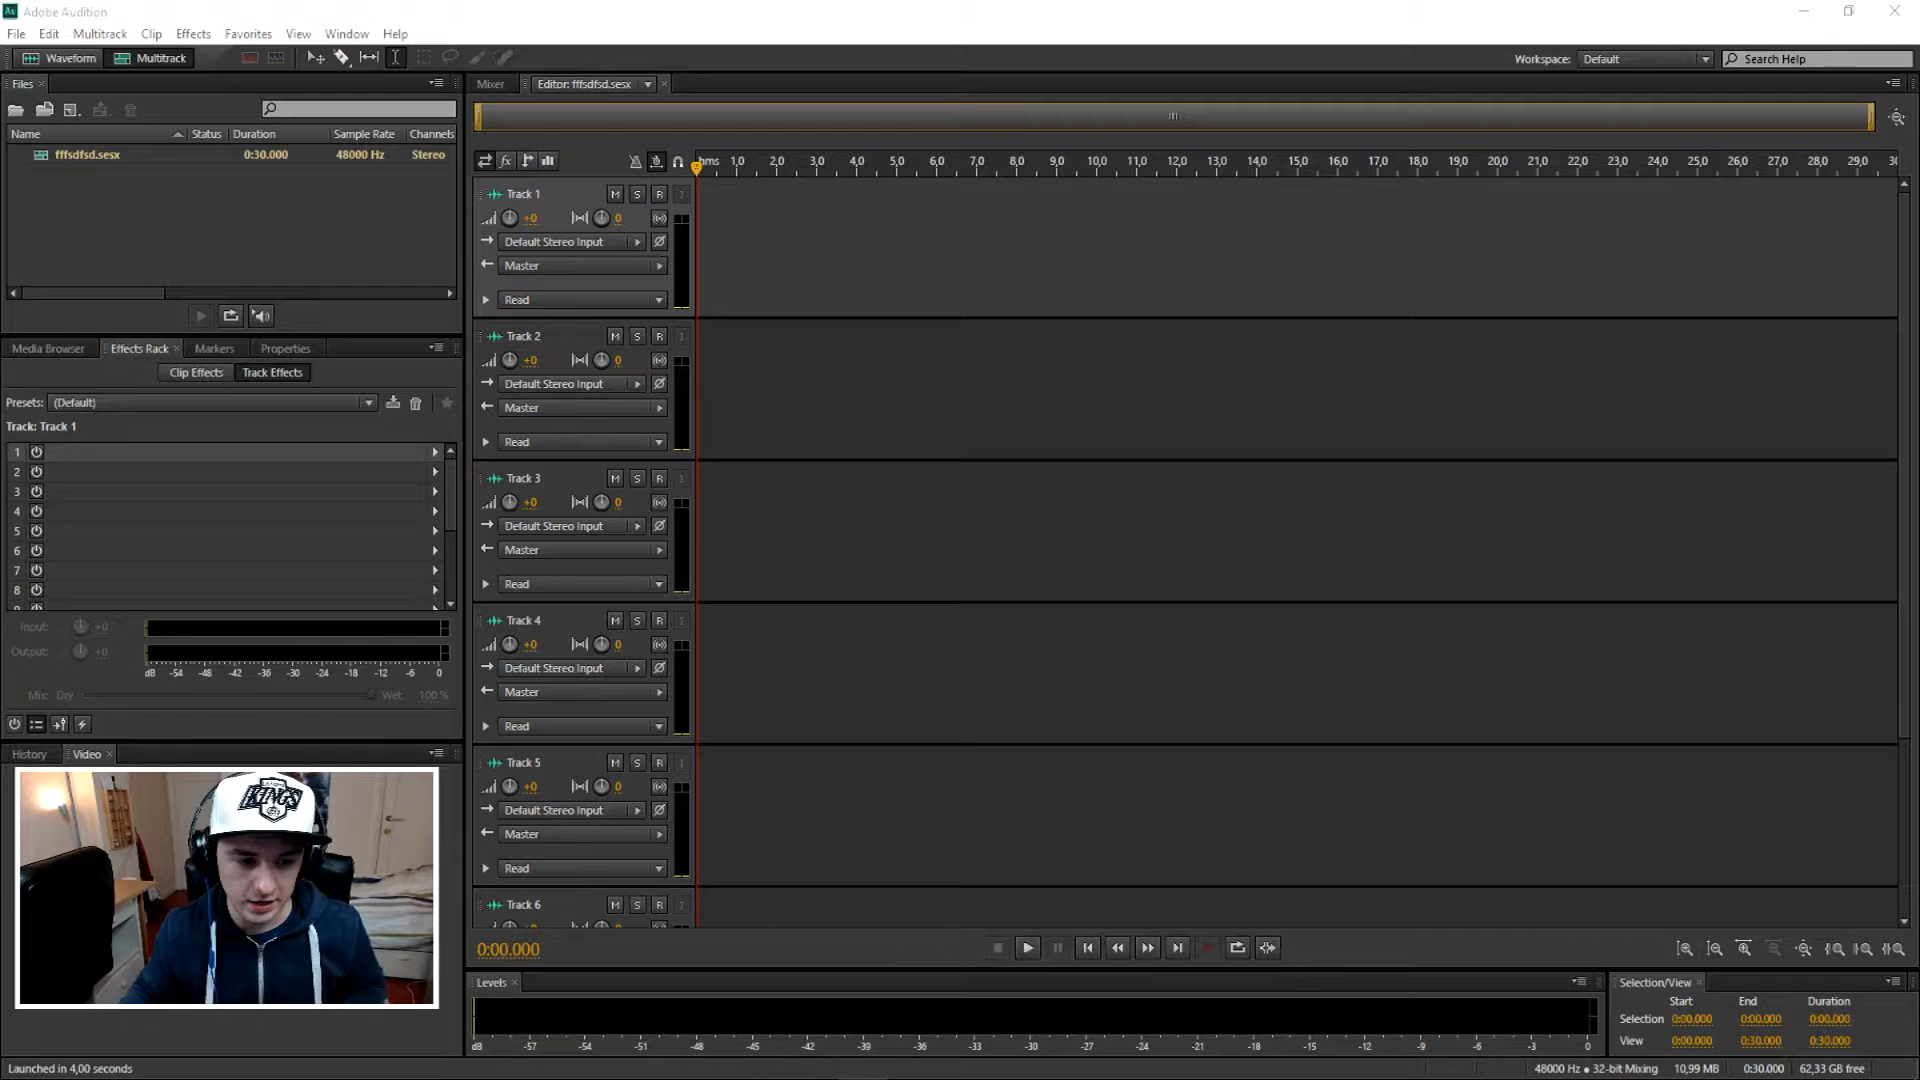 Adobe Audition
File Edit Multitrack Clip Effects Favorites View Window Help
Waveform Multitrack Workspace: Default Search Help
Files
Name Status Duration Sample Rate Channels
fffsdfsd.sesx 0:30.000 48000 Hz Stereo
Media Browser Effects Rack Markers Properties
Clip Effects Track Effects
Presets: (Default)
Track: Track 1
1
2
3
4
5
6
7
8
Input: +0
Output: +0
dB -54 -48 -42 -36 -30 -24 -18 -12 -6 0
Mix: Dry Wet 100 %
History Video
KINGS
Mixer Editor: fffsdfsd.sesx
fx hms 1,0 2,0 3,0 4,0 5,0 6,0 7,0 8,0 9,0 10,0 11,0 12,0 13,0 14,0 15,0 16,0 17,0 18,0 19,0 20,0 21,0 22,0 23,0 24,0 25,0 26,0 27,0 28,0 29,0 30
Track 1 M S R I
+0 0
Default Stereo Input
Master
Read
Track 2 M S R I
+0 0
Default Stereo Input
Master
Read
Track 3 M S R I
+0 0
Default Stereo Input
Master
Read
Track 4 M S R I
+0 0
Default Stereo Input
Master
Read
Track 5 M S R I
+0 0
Default Stereo Input
Master
Read
Track 6 M S R I
0:00.000
Levels
dB -57 -54 -51 -48 -45 -42 -39 -36 -33 -30 -27 -24 -21 -18 -15 -12 -9 -6 -3 0
Selection/View
Start End Duration
Selection 0:00.000 0:00.000 0:00.000
View 0:00.000 0:30.000 0:30.000
Launched in 4,00 seconds
48000 Hz ● 32-bit Mixing 10,99 MB 0:30.000 62,33 GB free